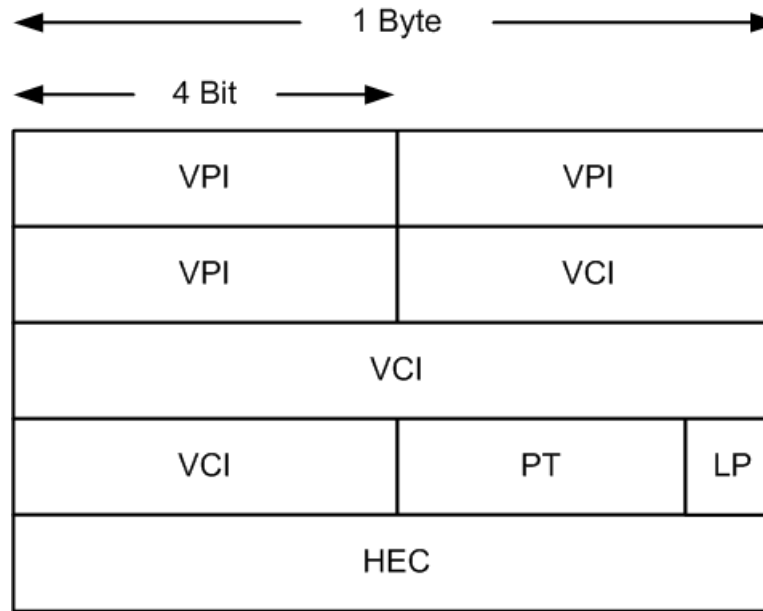 1 Byte
4 Bit
VPI VPI
VPI VCI
VCI
VCI PT LP
HEC